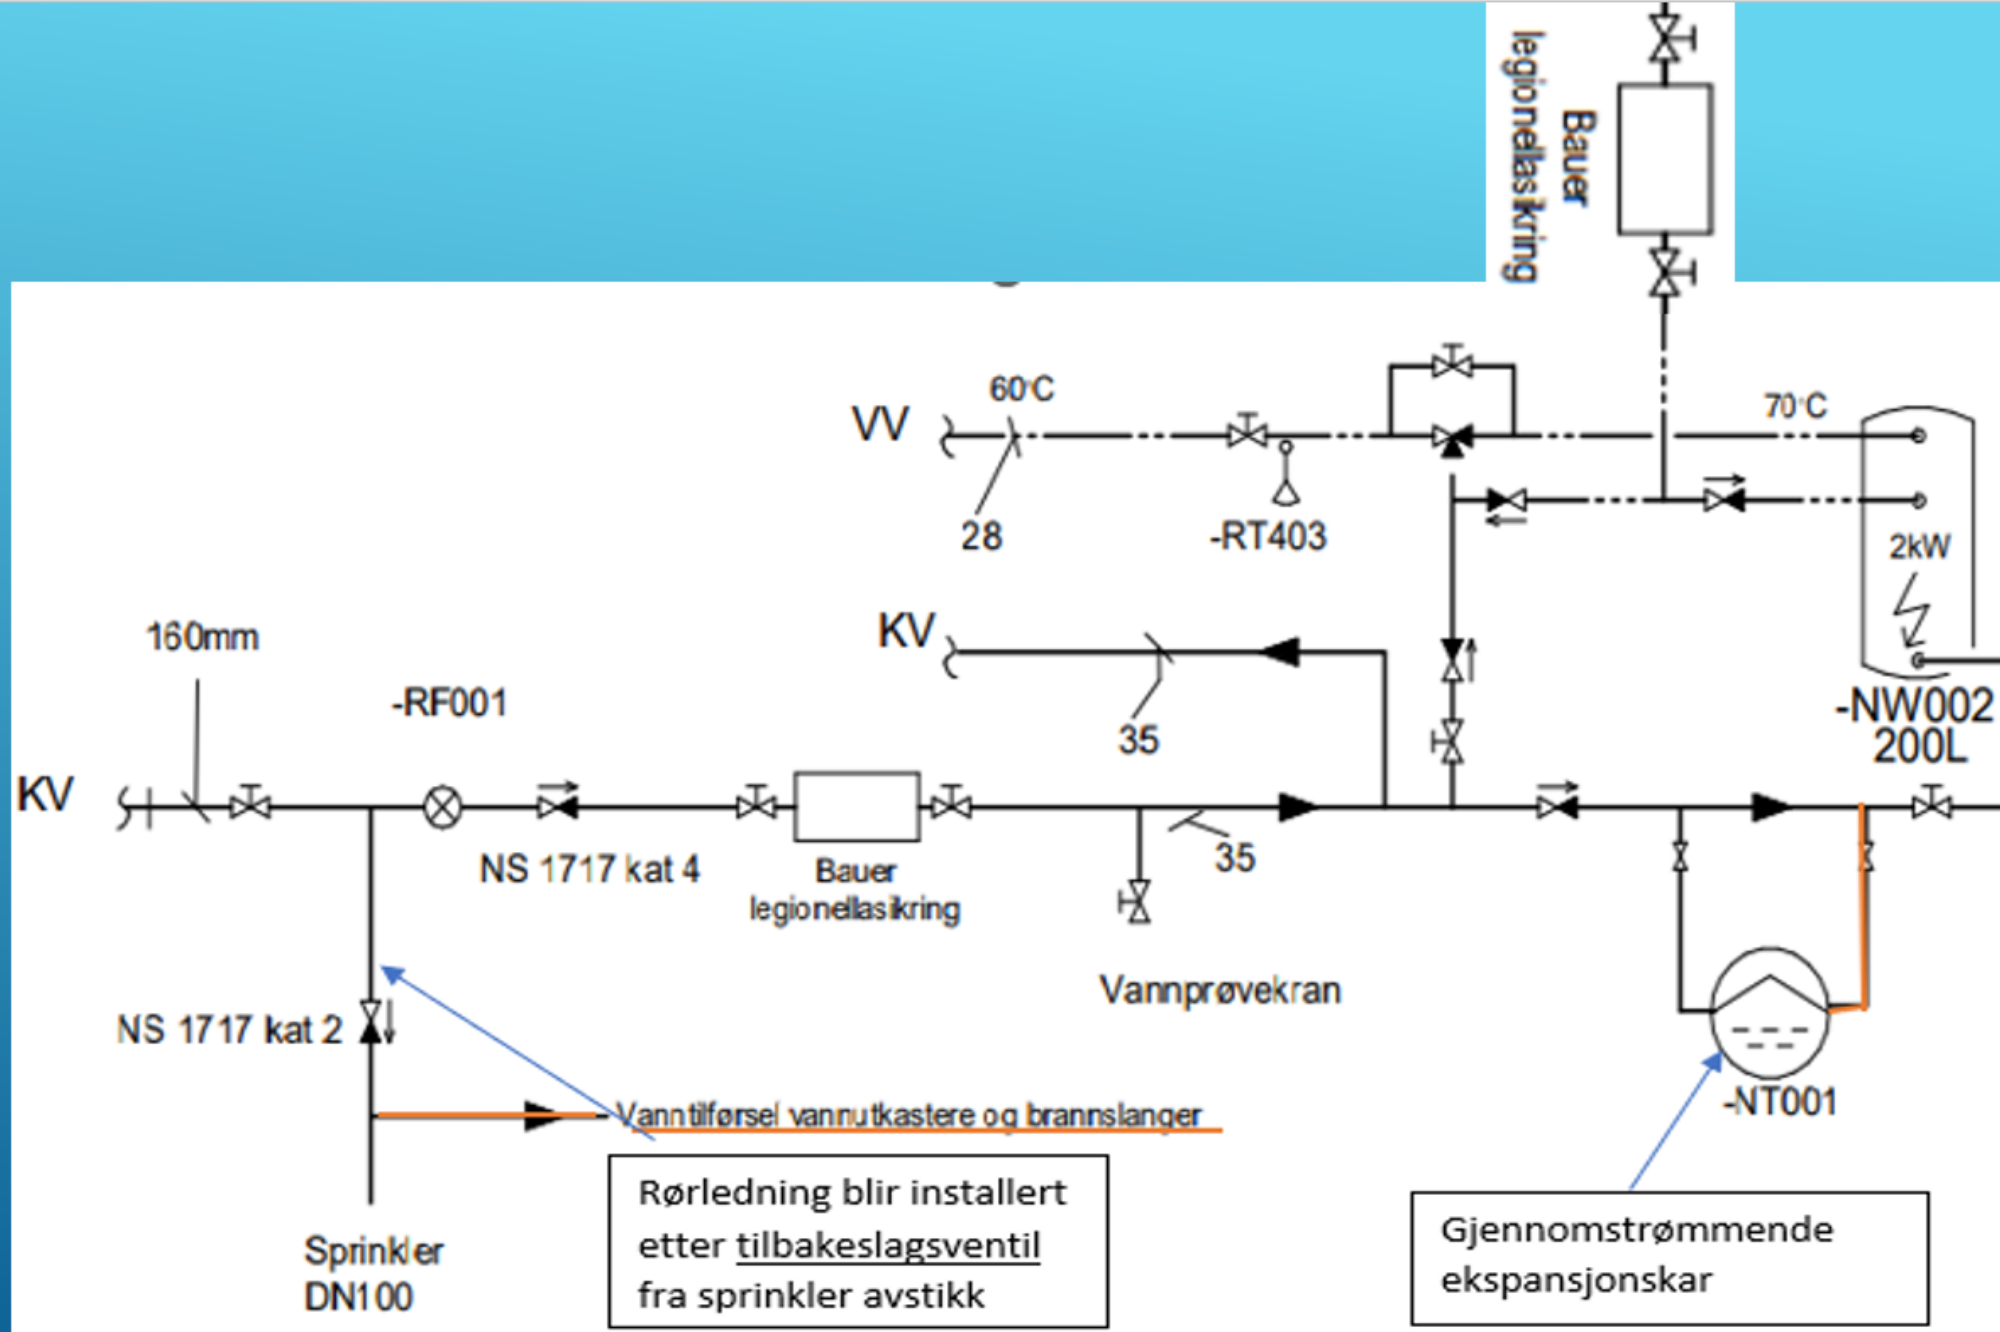 Bauer
legionellasikring
60°C
VV
70°C
28
-RT403
2kW
KV
160mm
-RF001
35
-NW002
200L
KV
NS 1717 kat 4
Bauer
legionellasikring
35
Vannprøvekran
NS 1717 kat 2
-NT001
Vanntilførsel vannutkastere og brannslanger
Rørledning blir installert
etter tilbakeslagsventil
fra sprinkler avstikk
Gjennomstrømmende
ekspansjonskar
Sprinkler
DN100